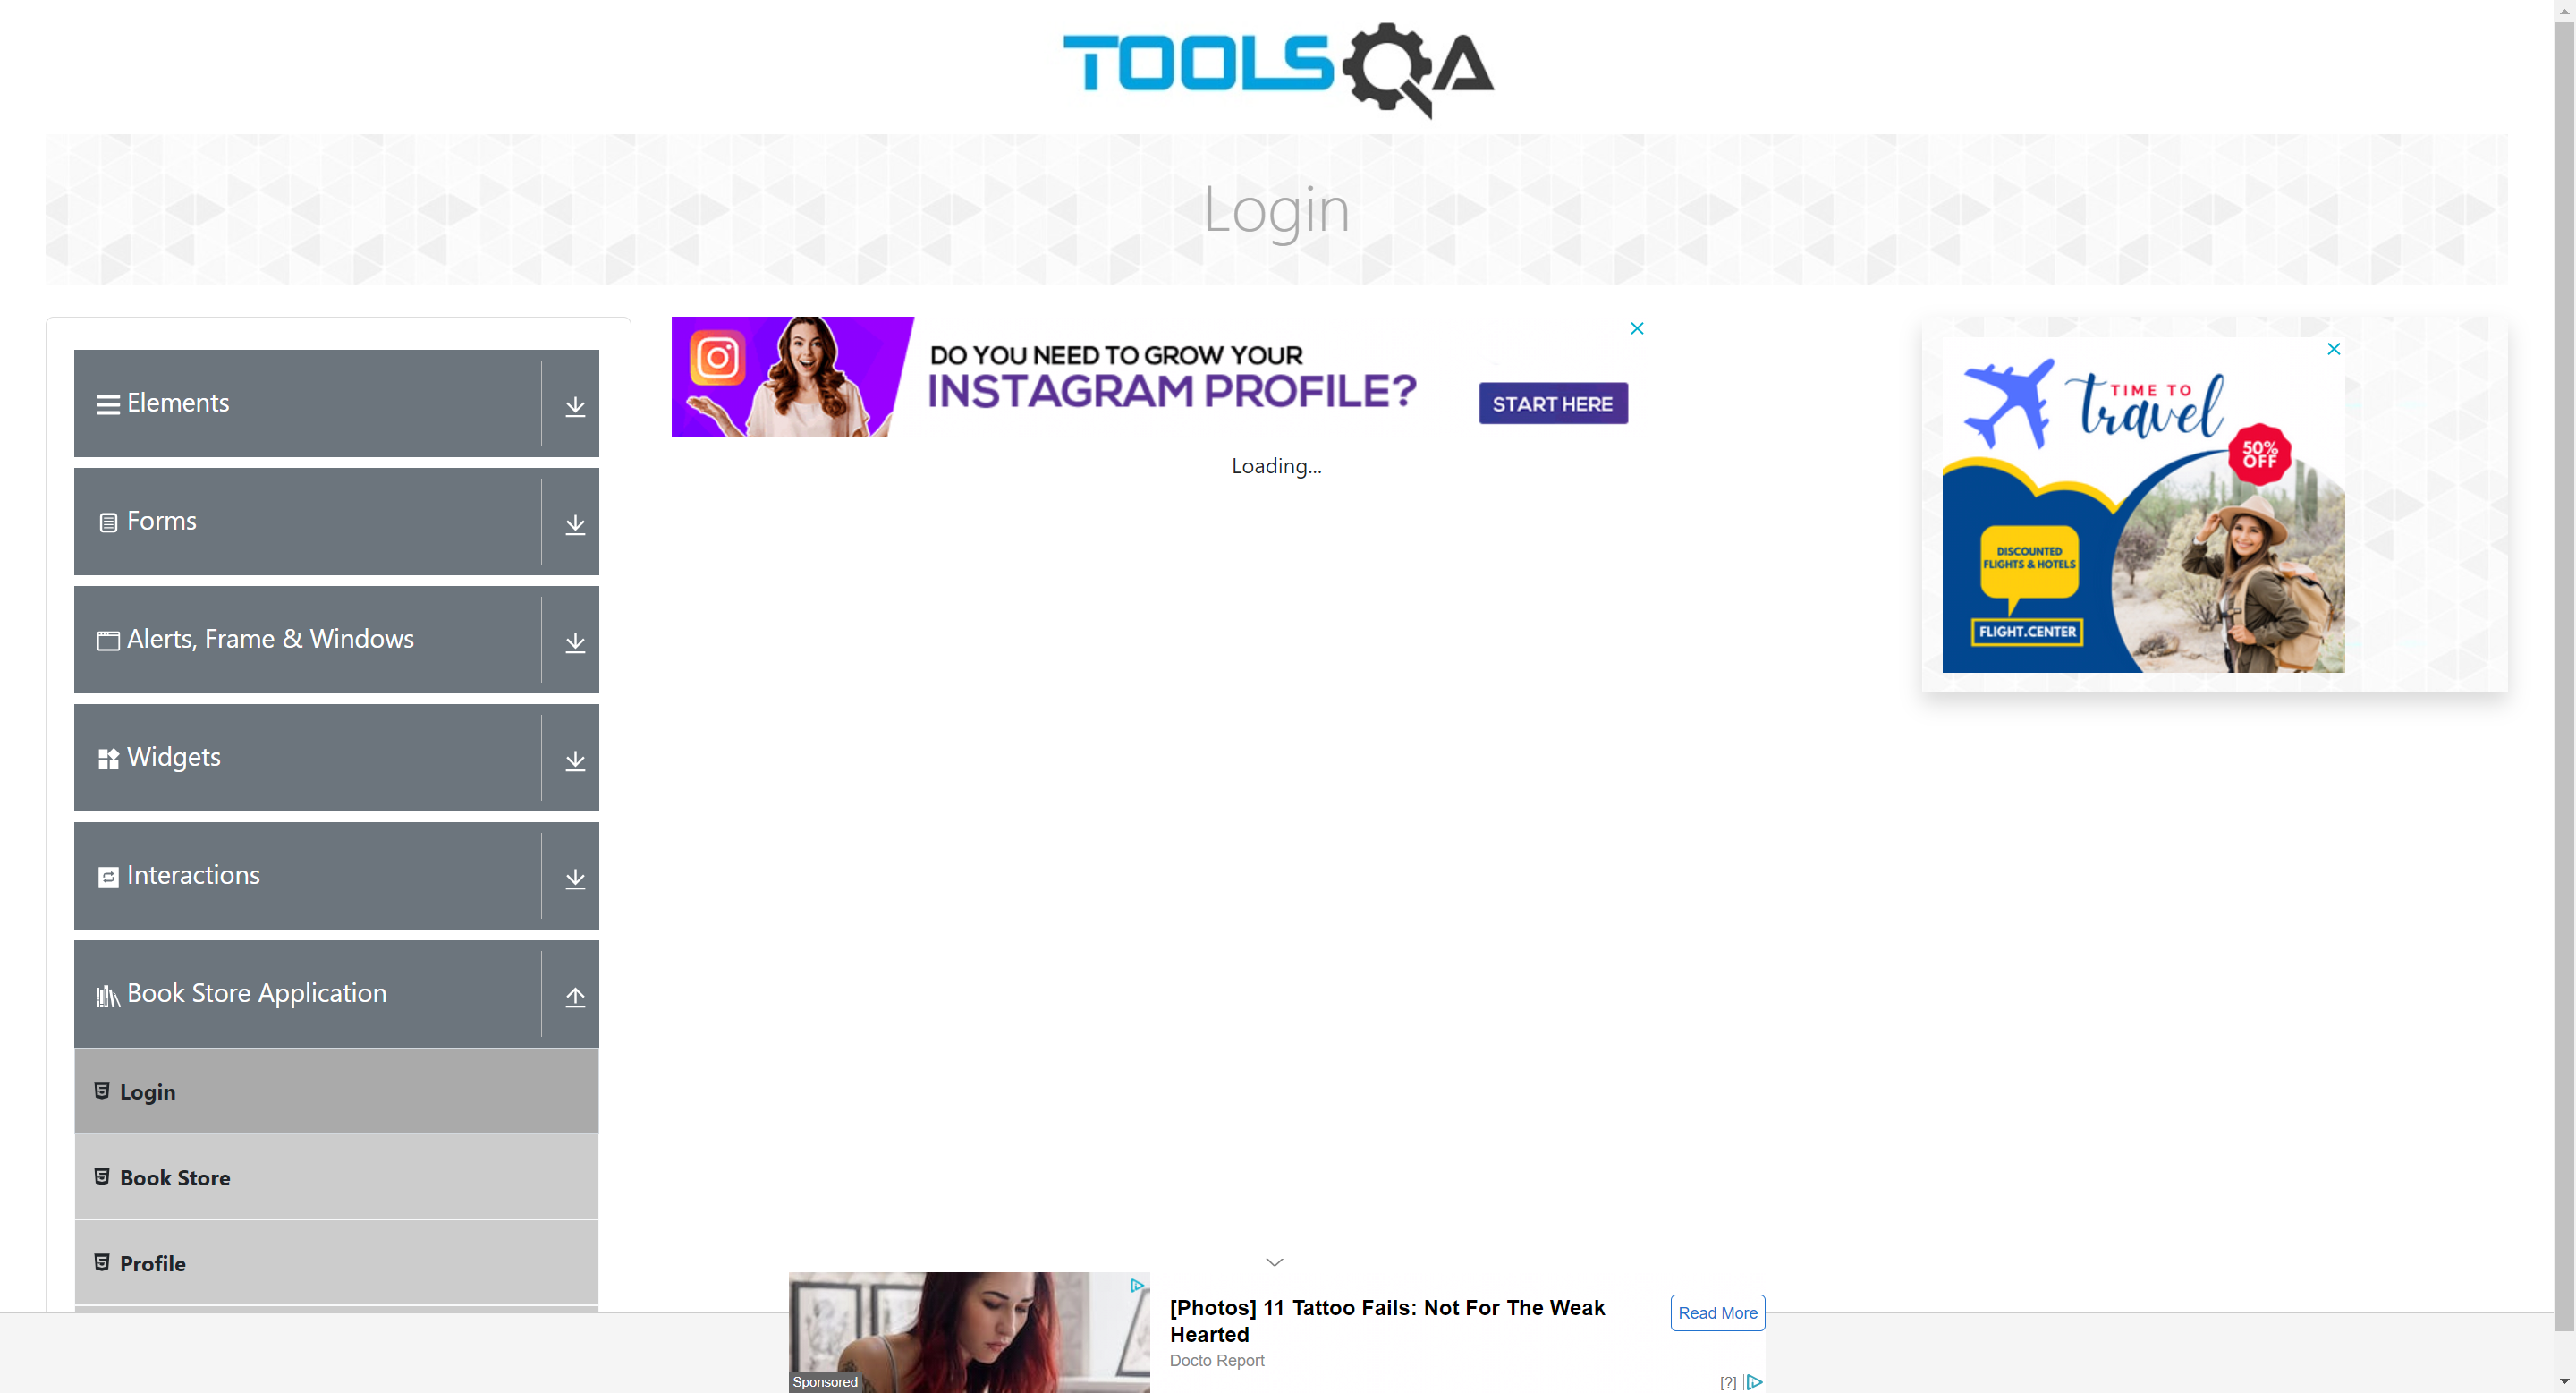 TOOLSQA
Login
Elements
Forms
Alerts, Frame & Windows
Widgets
Interactions
Book Store Application
Login
Book Store
Profile
DO YOU NEED TO GROW YOUR
INSTAGRAM PROFILE?
START HERE
Loading...
TIME TO
travel
50%
OFF
DISCOUNTED
FLIGHTS & HOTELS
FLIGHT.CENTER
[Photos] 11 Tattoo Fails: Not For The Weak
Hearted
Docto Report
Read More
Sponsored
[?]